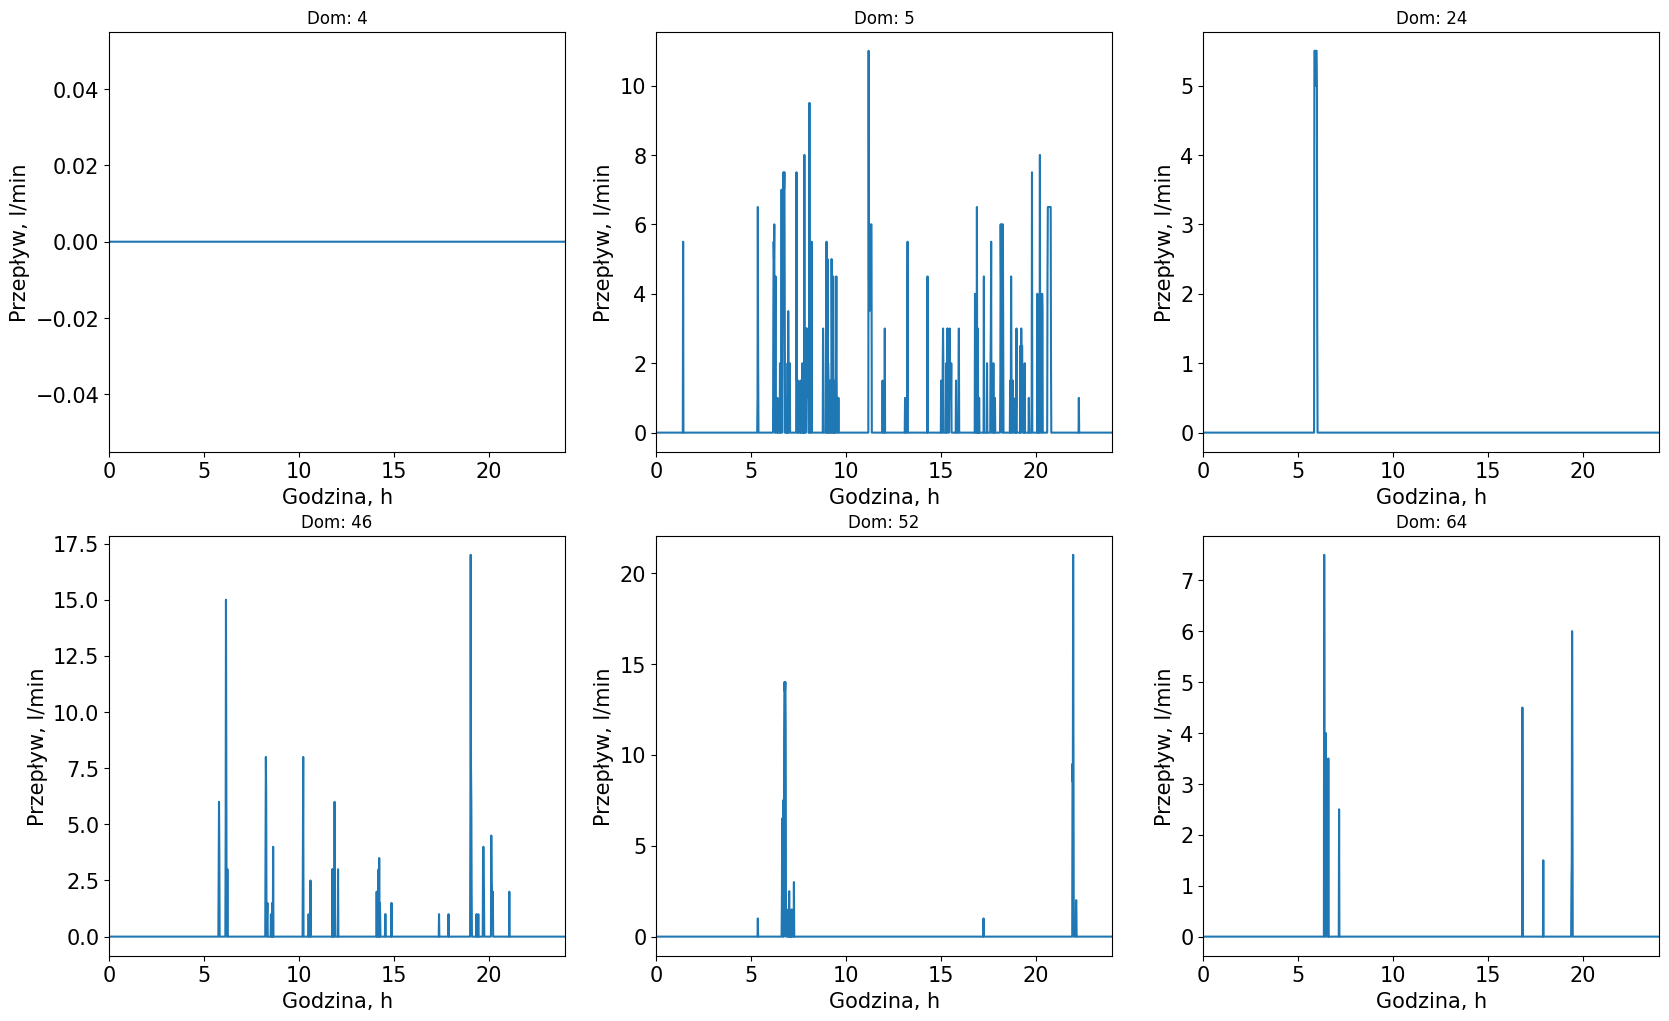 Dom: 4
Przepływ, l/min
0.04
0.02
0.00
−0.02
−0.04
0 5 10 15 20
Godzina, h
Dom: 5
Przepływ, l/min
10
8
6
4
2
0
0 5 10 15 20
Godzina, h
Dom: 24
Przepływ, l/min
5
4
3
2
1
0
0 5 10 15 20
Godzina, h
Dom: 46
Przepływ, l/min
17.5
15.0
12.5
10.0
7.5
5.0
2.5
0.0
0 5 10 15 20
Godzina, h
Dom: 52
Przepływ, l/min
20
15
10
5
0
0 5 10 15 20
Godzina, h
Dom: 64
Przepływ, l/min
7
6
5
4
3
2
1
0
0 5 10 15 20
Godzina, h